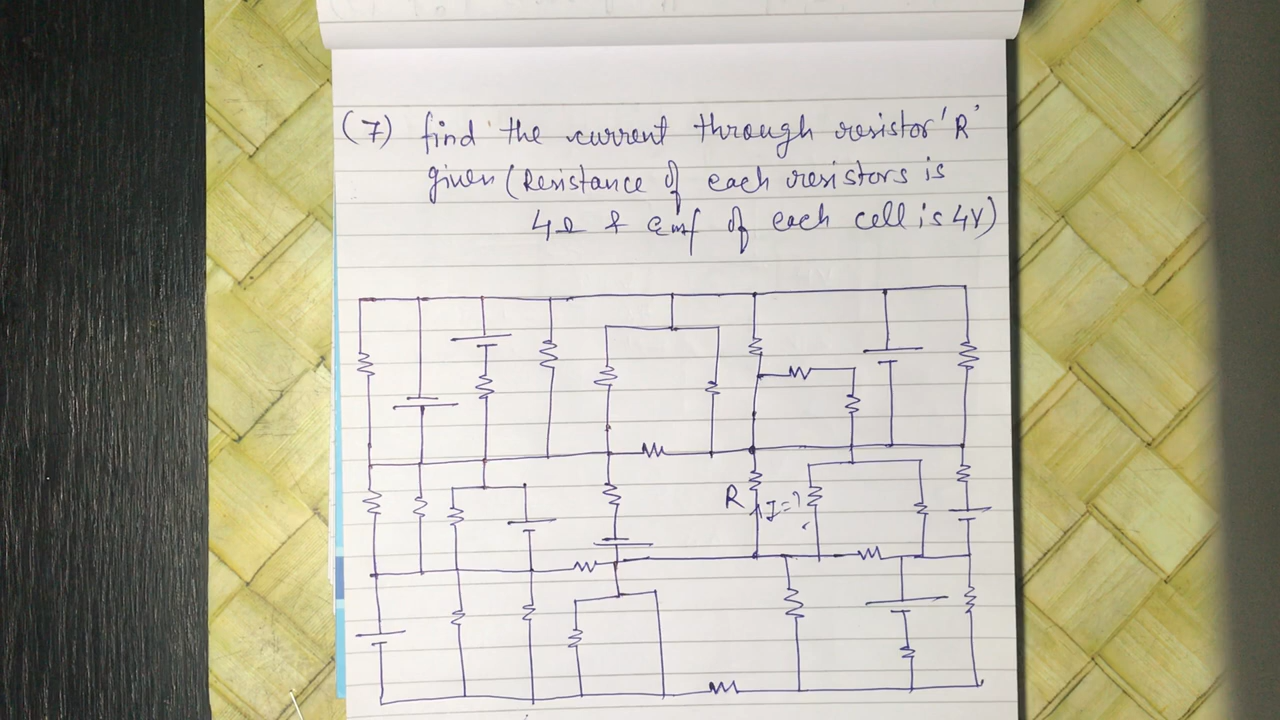 (7) find the current through resistor 'R'
given (Resistance of each resistors is
4Ω & emf of each cell is 4V)
R I=?